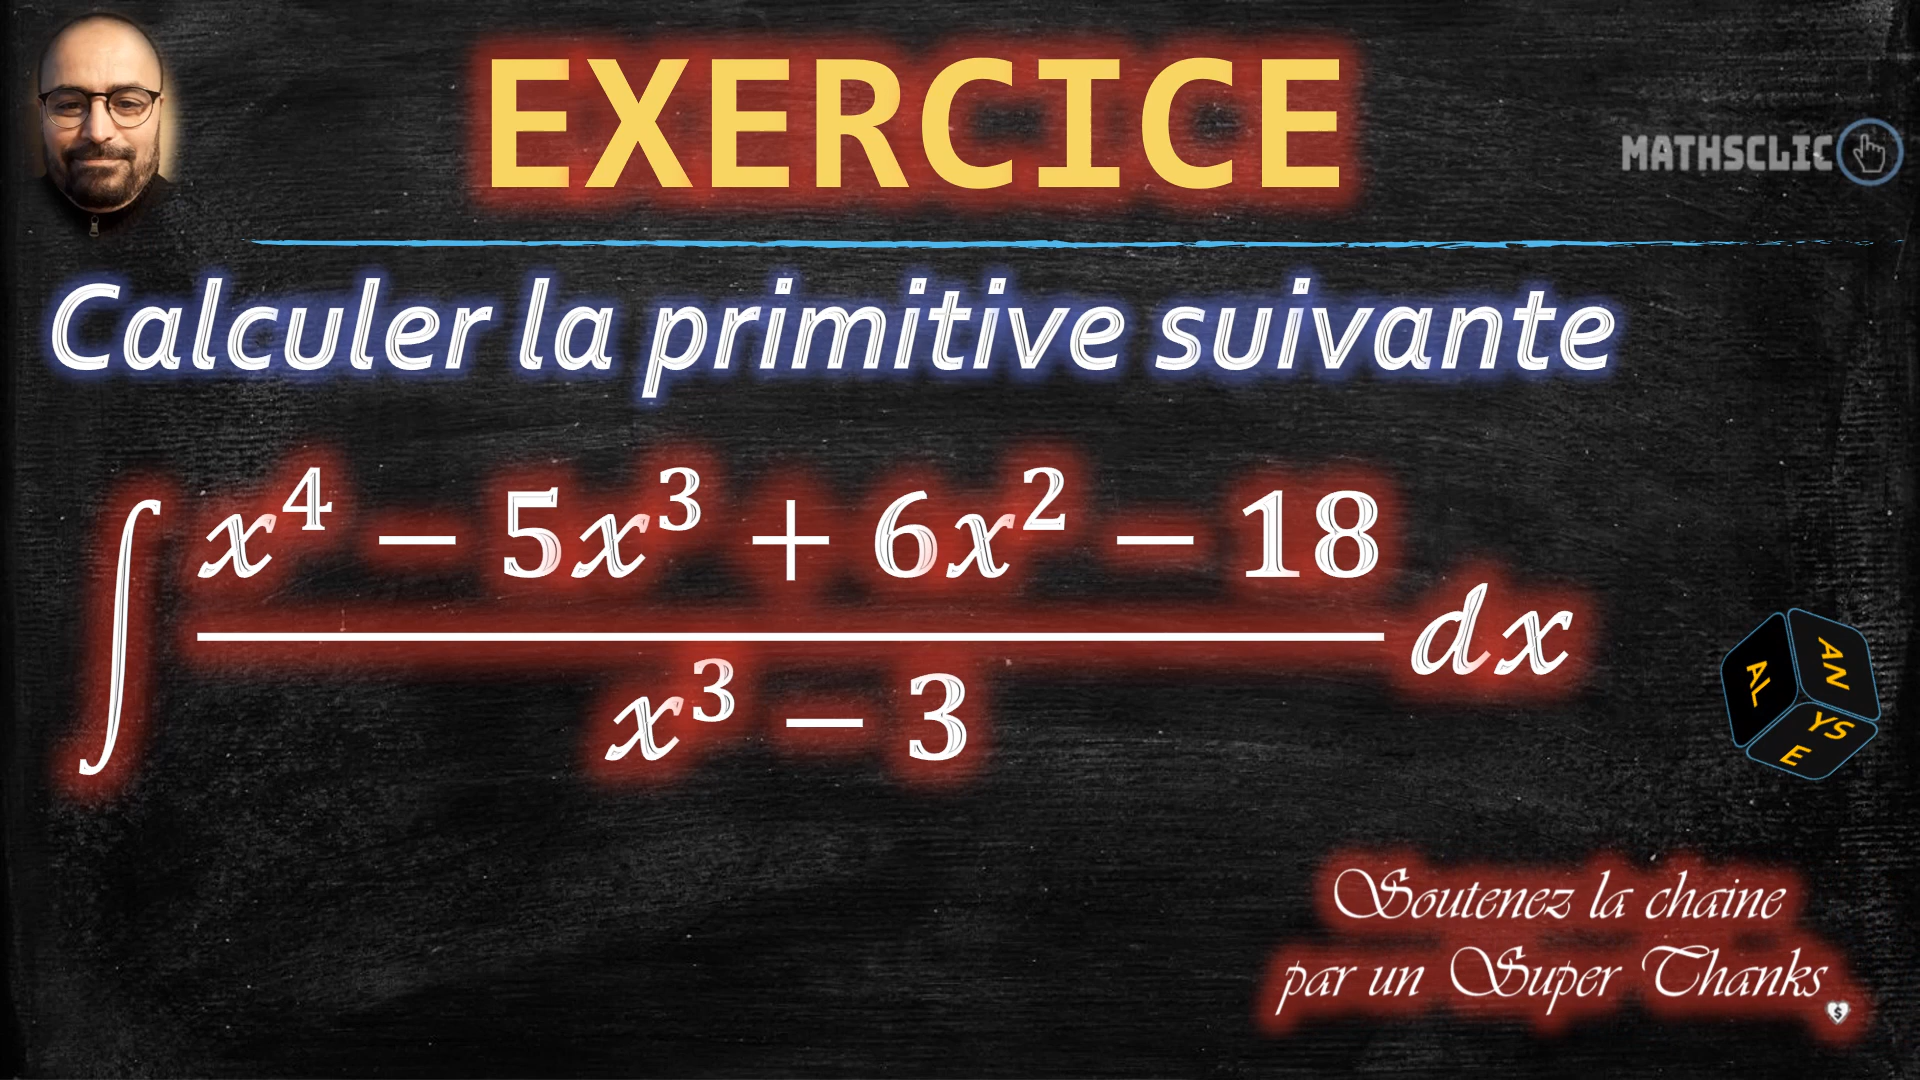 EXERCICE
MATHSCLIC
Calculer la primitive suivante
∫ (x⁴ − 5x³ + 6x² − 18) / (x³ − 3) dx
AN
AL
YS
E
Soutenez la chaine
par un Super Thanks
$